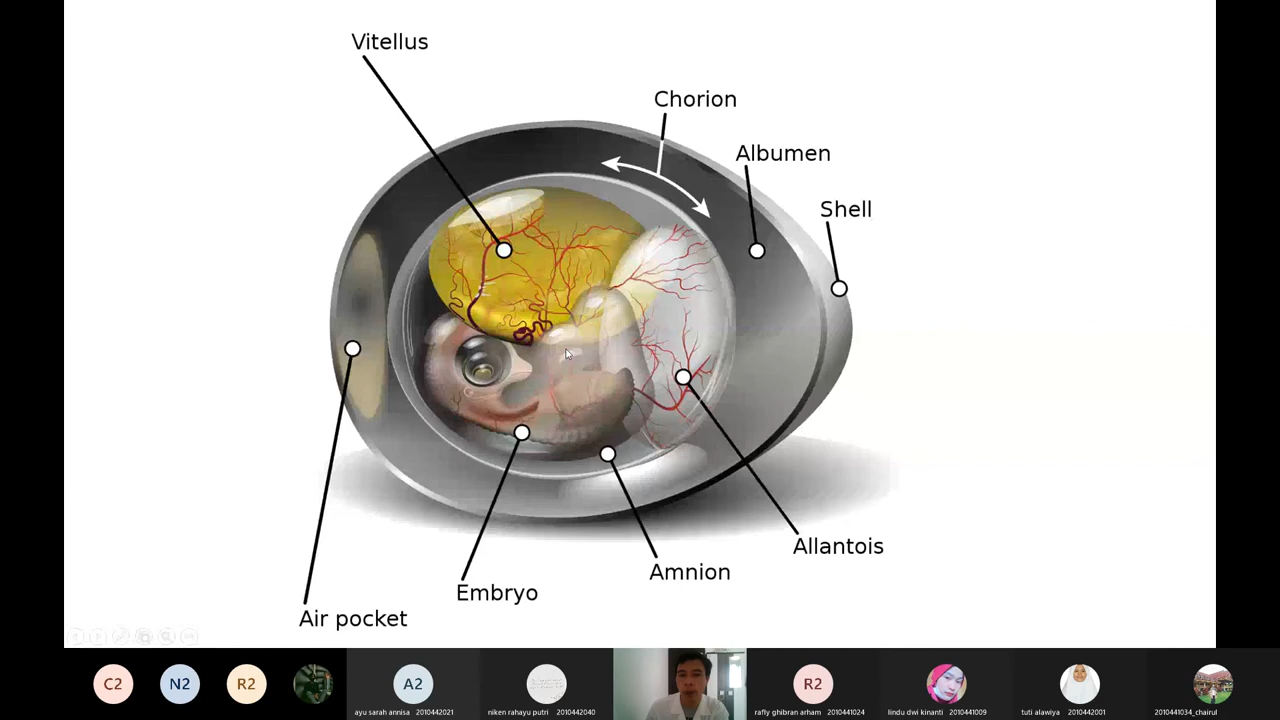 Vitellus
Chorion
Albumen
Shell
Allantois
Amnion
Embryo
Air pocket
C2
N2
R2
A2
R2
ayu sarah annisa 2010442021
niken rahayu putri 2010442040
rafly ghibran arham 2010441024
lindu dwi kinanti 2010441009
tuti alawiya 2010442001
2010441034_chairul